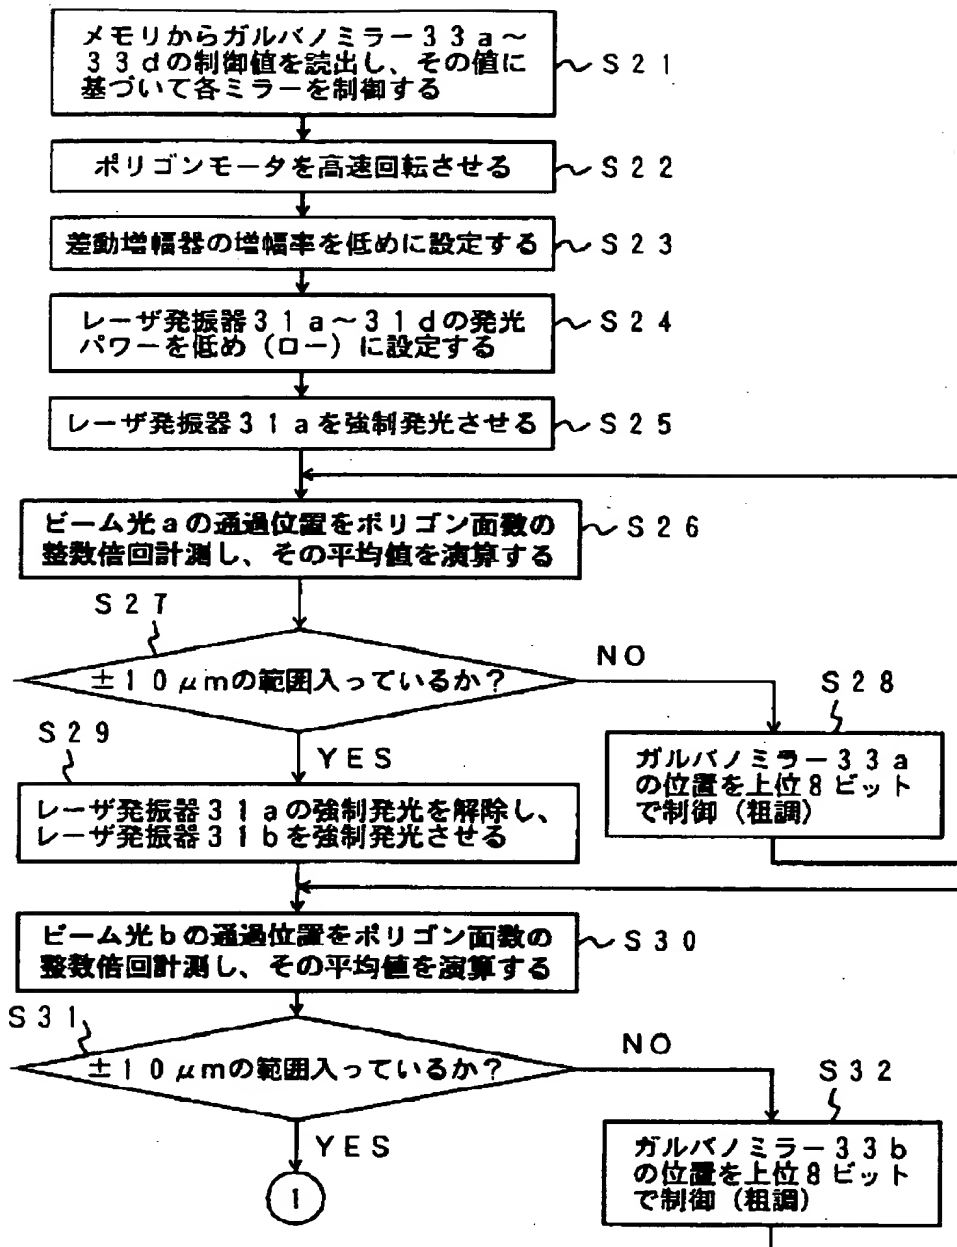 メモリからガルバノミラー33a～
33dの制御値を読出し、その値に
基づいて各ミラーを制御する
S21
ポリゴンモータを高速回転させる
S22
差動増幅器の増幅率を低めに設定する
S23
レーザ発振器31a～31dの発光
パワーを低め（ロー）に設定する
S24
レーザ発振器31aを強制発光させる
S25
ビーム光aの通過位置をポリゴン面数の
整数倍回計測し、その平均値を演算する
S26
S27
±10μmの範囲入っているか？
NO
YES
S28
ガルバノミラー33a
の位置を上位8ビット
で制御（粗調）
S29
レーザ発振器31aの強制発光を解除し、
レーザ発振器31bを強制発光させる
ビーム光bの通過位置をポリゴン面数の
整数倍回計測し、その平均値を演算する
S30
S31
±10μmの範囲入っているか？
NO
YES
S32
ガルバノミラー33b
の位置を上位8ビット
で制御（粗調）
1